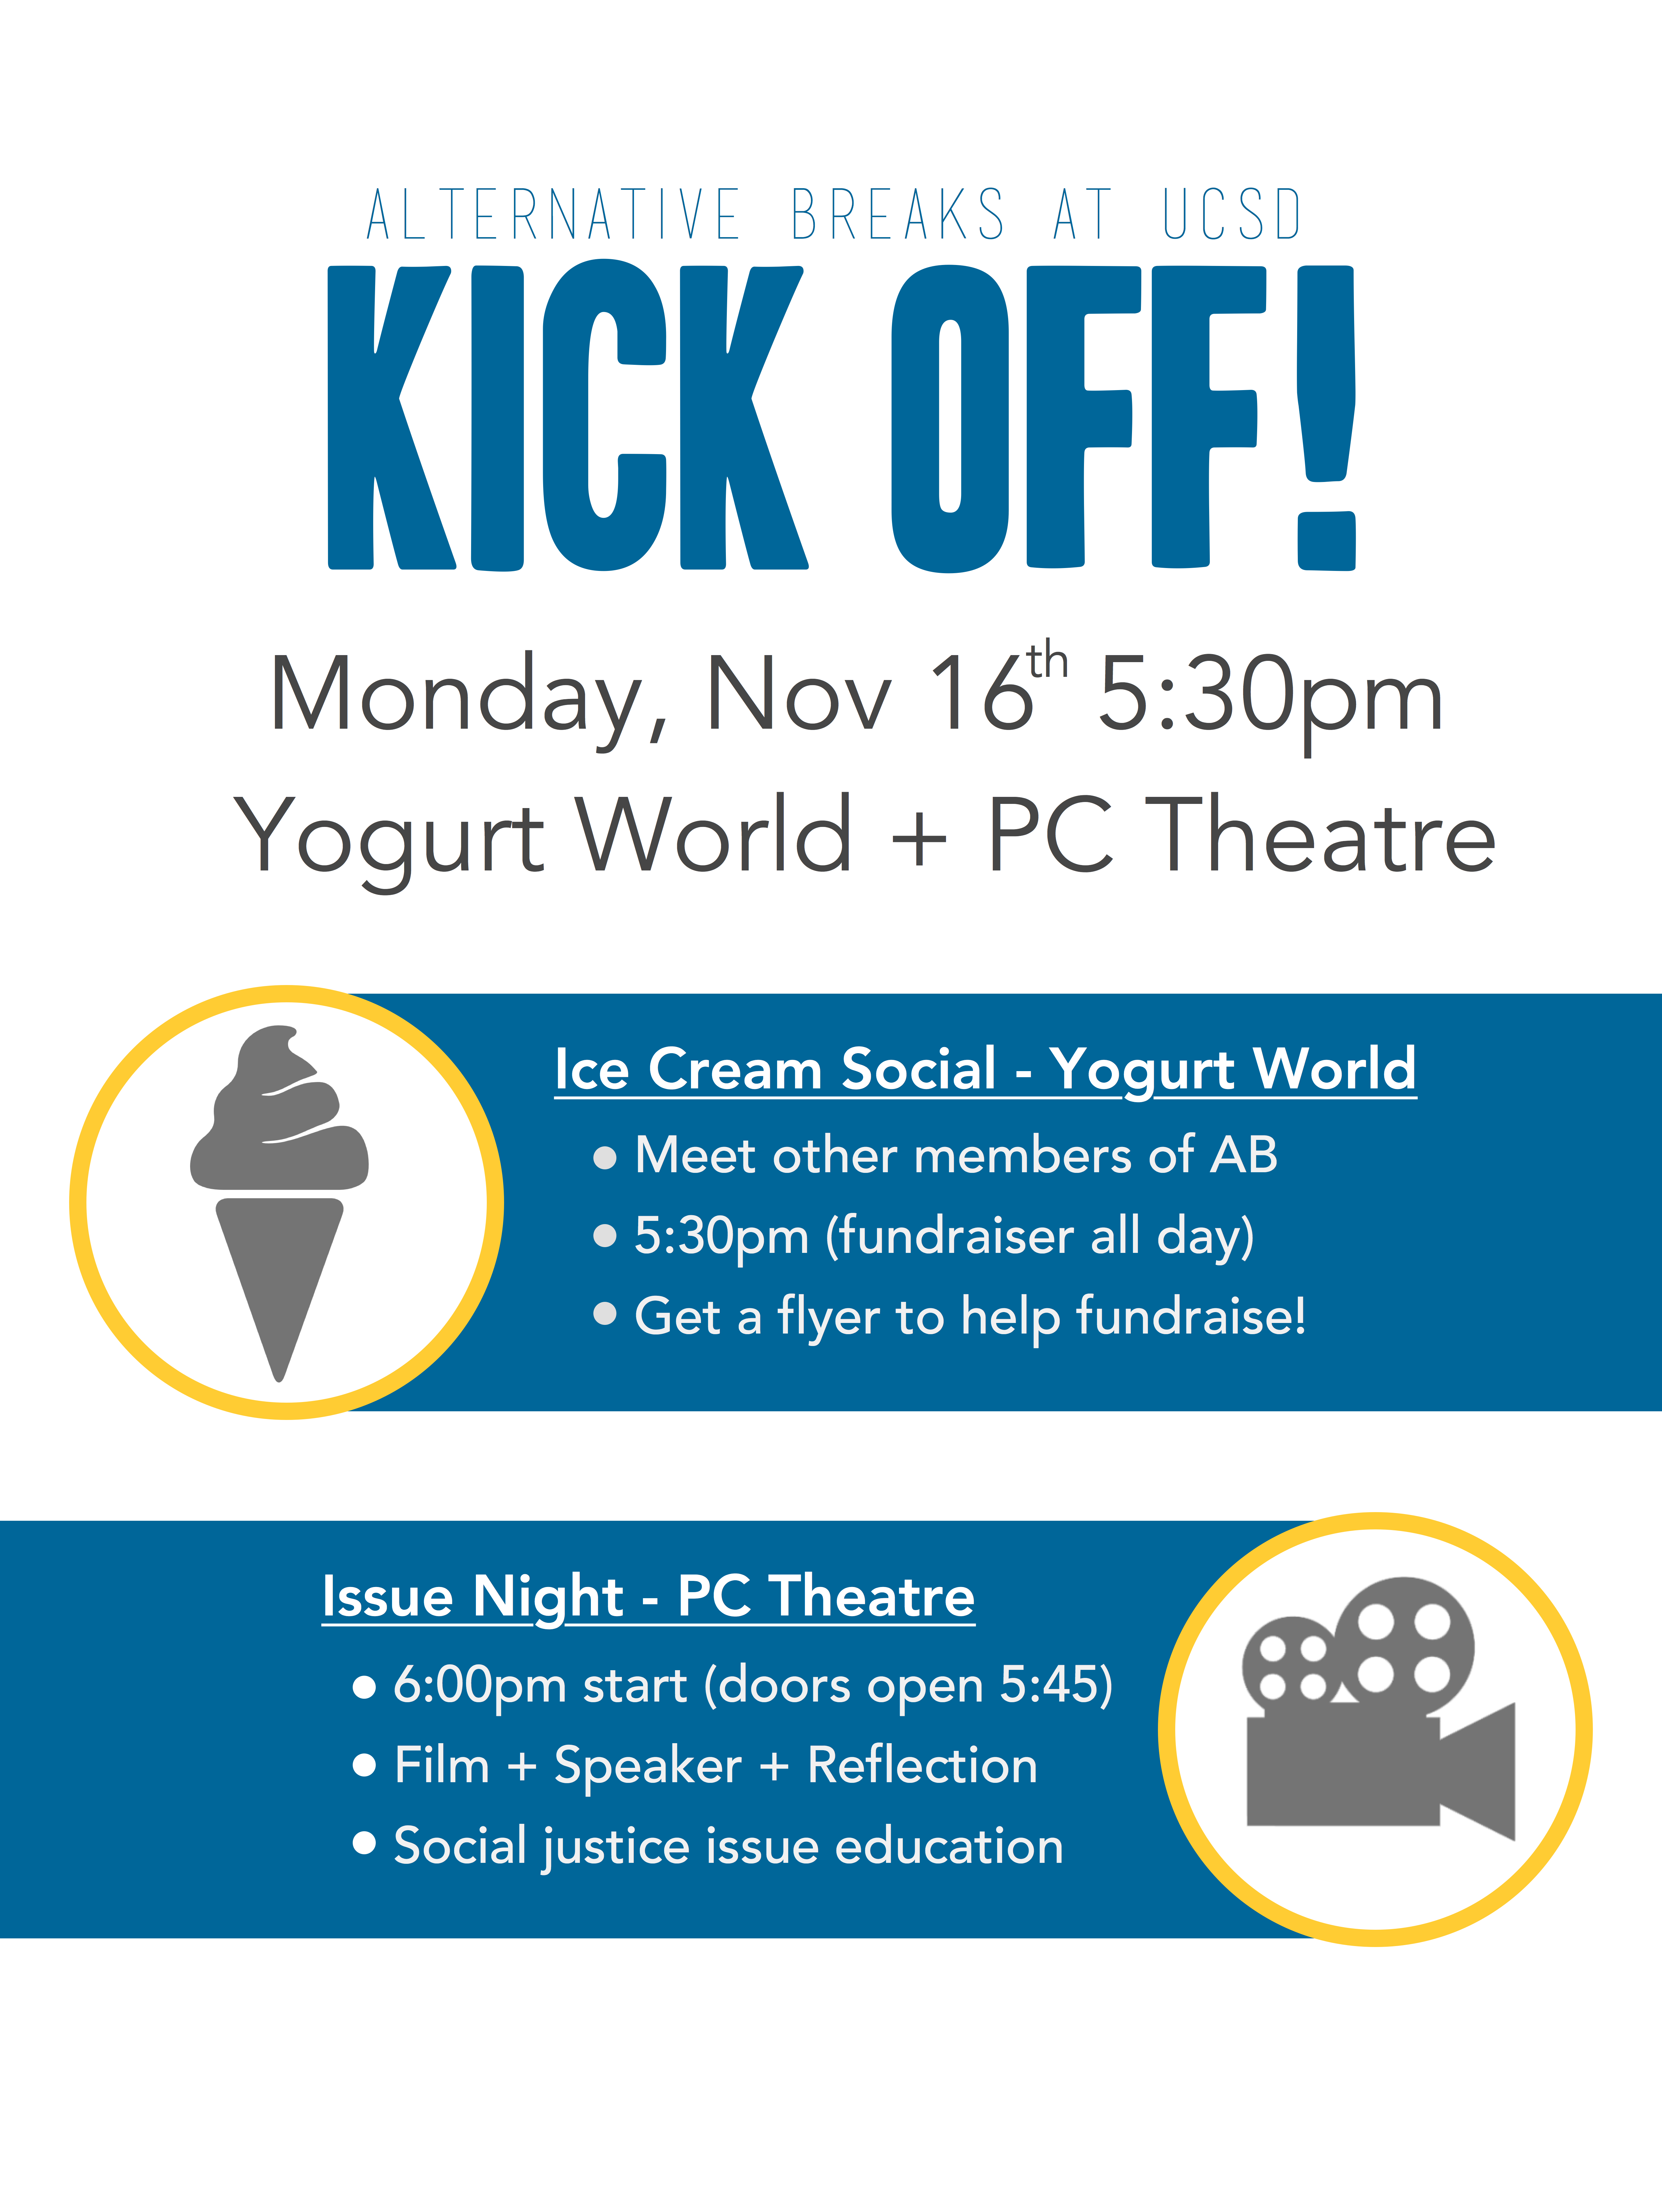 ALTERNATIVE BREAKS AT UCSD
KICK OFF!
Monday, Nov 16th 5:30pm
Yogurt World + PC Theatre
Ice Cream Social - Yogurt World
• Meet other members of AB
• 5:30pm (fundraiser all day)
• Get a flyer to help fundraise!
Issue Night - PC Theatre
• 6:00pm start (doors open 5:45)
• Film + Speaker + Reflection
• Social justice issue education